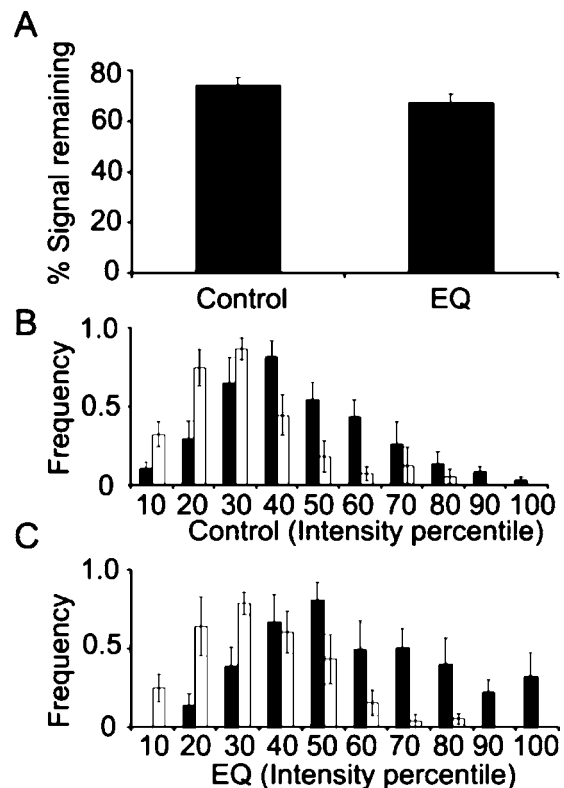 A
% Signal remaining
80
60
40
20
0
Control EQ
B
Frequency
1.0
0.5
0
10 20 30 40 50 60 70 80 90 100
Control (Intensity percentile)
C
Frequency
1.0
0.5
0
10 20 30 40 50 60 70 80 90 100
EQ (Intensity percentile)